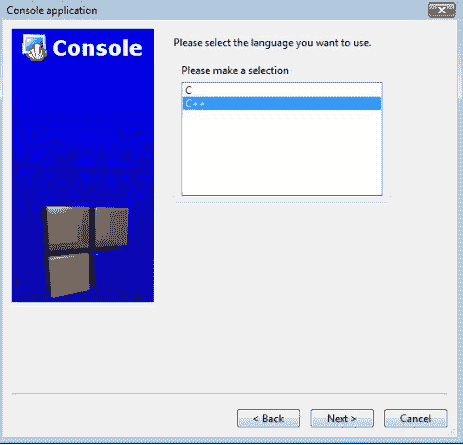 Console application
Console
Please select the language you want to use.
Please make a selection
C
C++
< Back
Next >
Cancel